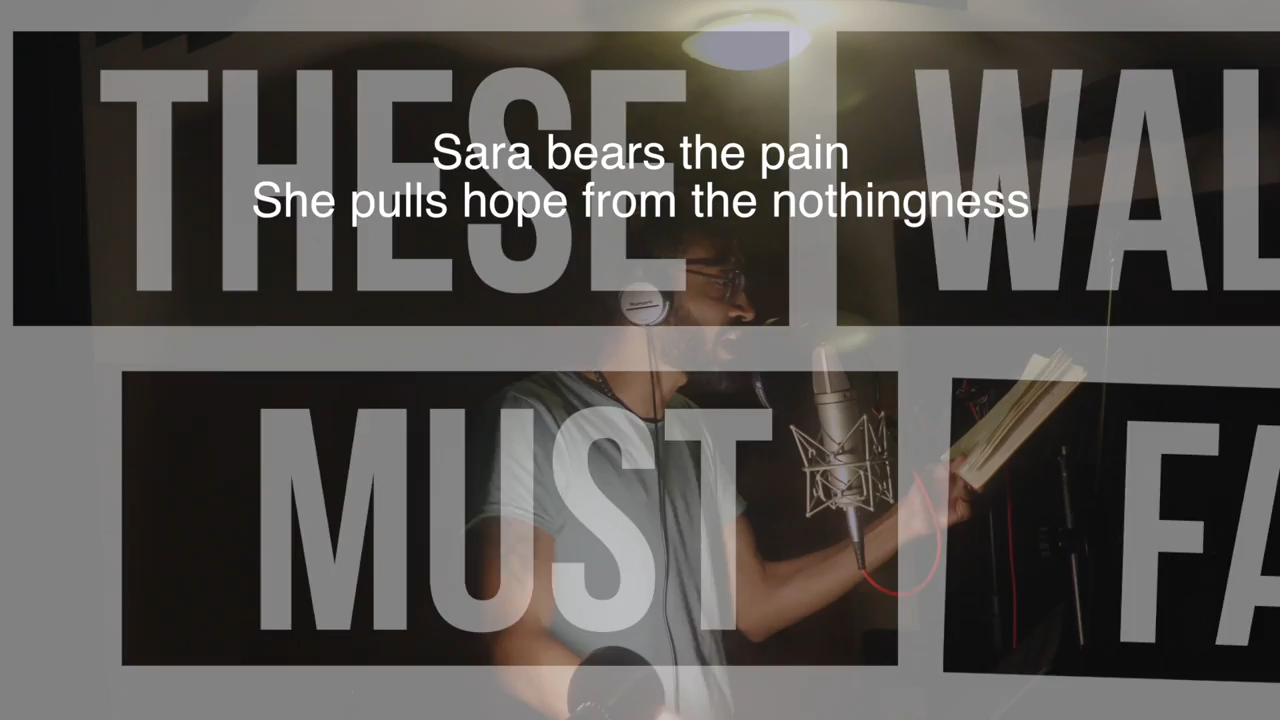 THESE WAL
Sara bears the pain
She pulls hope from the nothingness
MUST FA